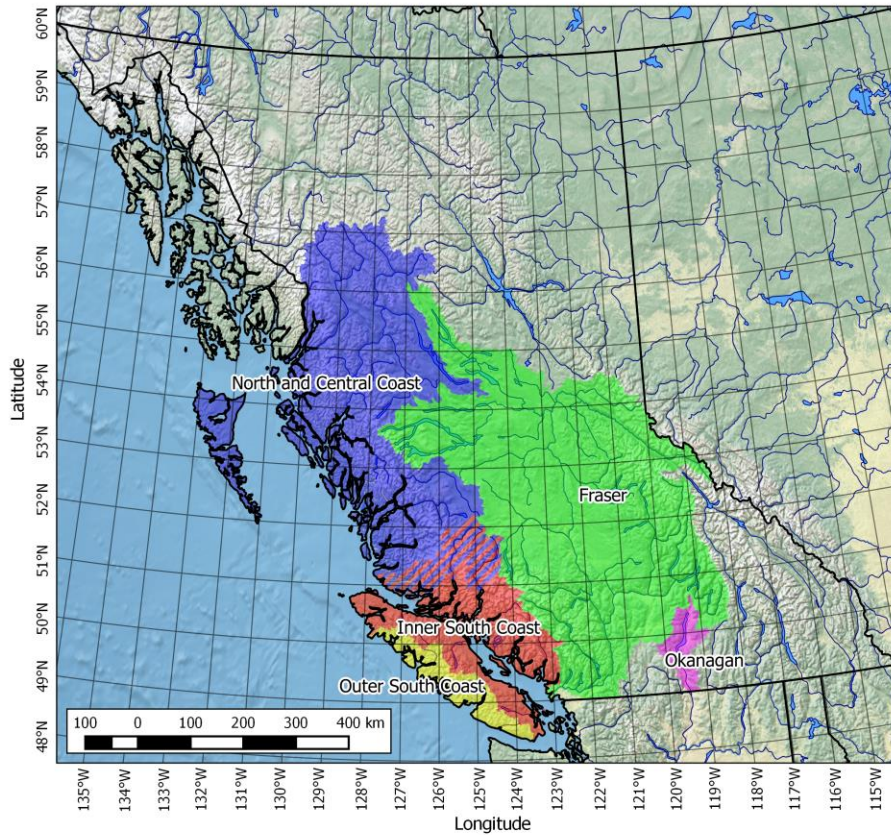 60°N
59°N
58°N
57°N
56°N
55°N
54°N
53°N
52°N
51°N
50°N
49°N
48°N
Latitude
North and Central Coast
Fraser
Inner South Coast
Okanagan
Outer South Coast
100 0 100 200 300 400 km
135°W 134°W 133°W 132°W 131°W 130°W 129°W 128°W 127°W 126°W 125°W 124°W 123°W 122°W 121°W 120°W 119°W 118°W 117°W 116°W 115°W
Longitude